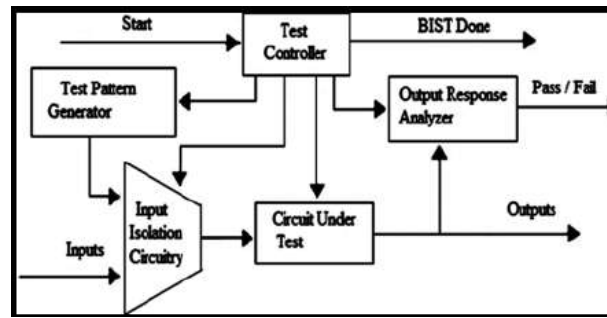 Start
Test
Controller
BIST Done
Test Pattern
Generator
Output Response
Analyzer
Pass / Fail
Input
Isolation
Circuitry
Circuit Under
Test
Inputs
Outputs